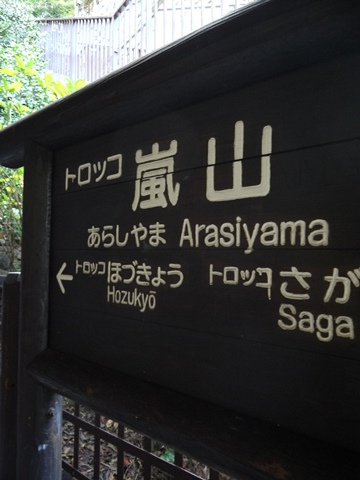 トロッコ 嵐山
あらしやま Arasiyama
← トロッコ ほづきょう トロッコ さが
Hozukyō Saga